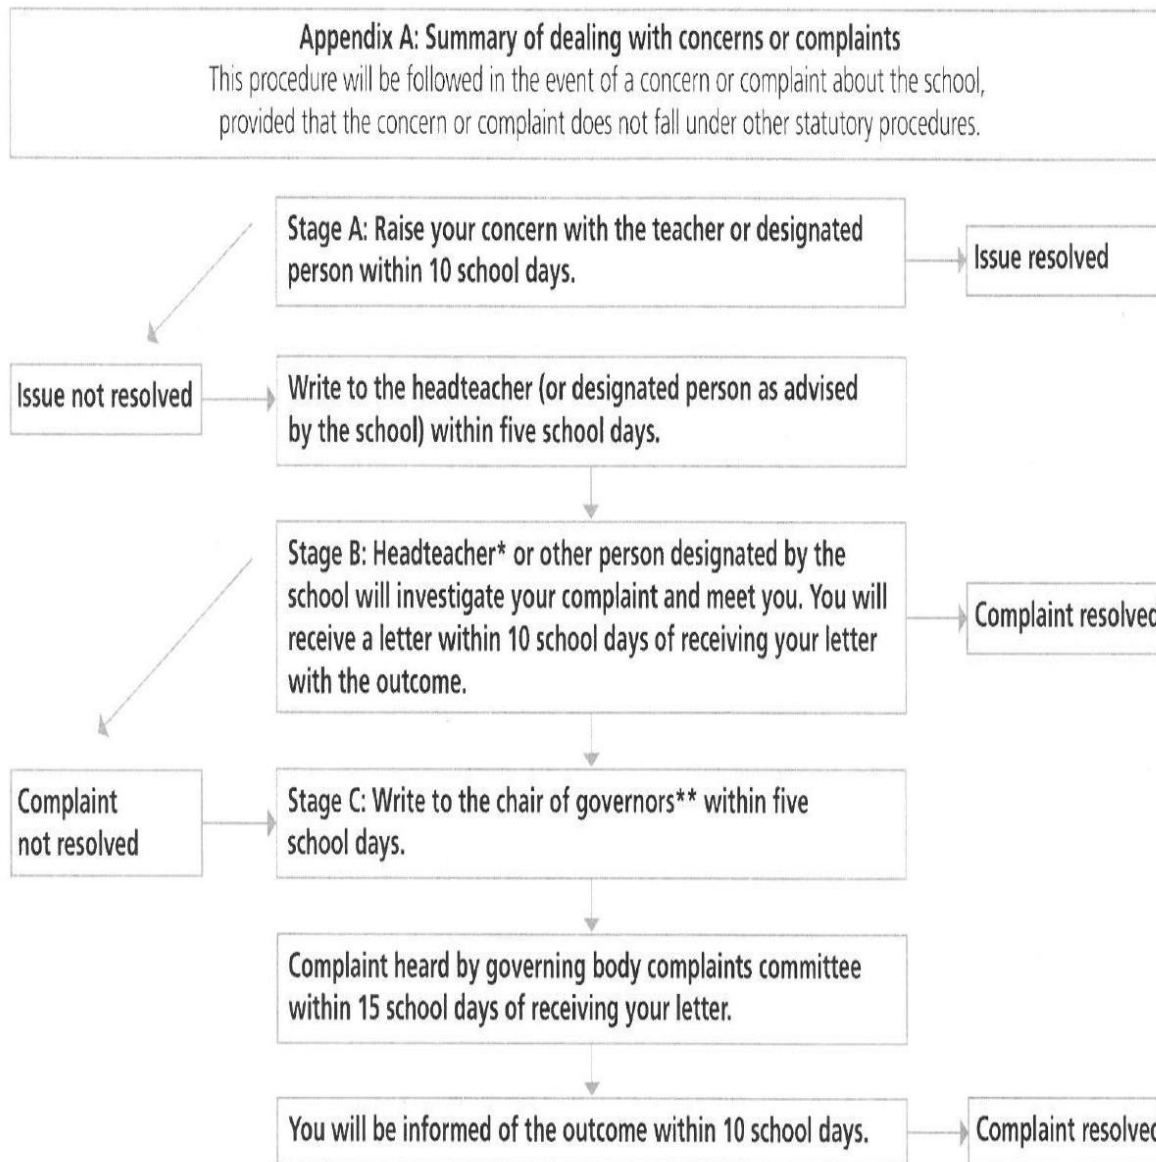 Appendix A: Summary of dealing with concerns or complaints
This procedure will be followed in the event of a concern or complaint about the school,
provided that the concern or complaint does not fall under other statutory procedures.
Stage A: Raise your concern with the teacher or designated
person within 10 school days.
Issue resolved
Issue not resolved
Write to the headteacher (or designated person as advised
by the school) within five school days.
Stage B: Headteacher* or other person designated by the
school will investigate your complaint and meet you. You will
receive a letter within 10 school days of receiving your letter
with the outcome.
Complaint resolved
Complaint
not resolved
Stage C: Write to the chair of governors** within five
school days.
Complaint heard by governing body complaints committee
within 15 school days of receiving your letter.
You will be informed of the outcome within 10 school days.
Complaint resolved